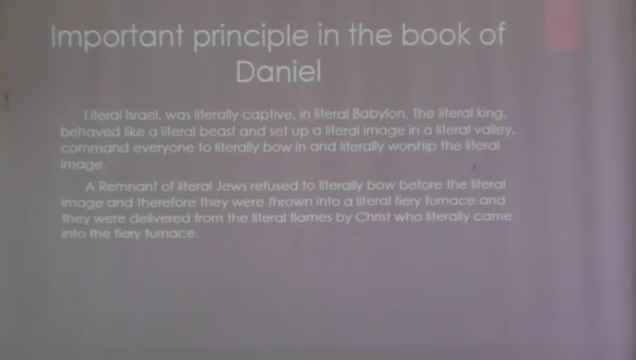 Important principle in the book of
Daniel
Literal Israel, was literally captive, in literal Babylon. The literal king,
behaved like a literal beast and set up a literal image in a literal valley,
command everyone to literally bow in and literally worship the literal
image.
A Remnant of literal Jews refused to literally bow before the literal
image and therefore they were thrown into a literal fiery furnace and
they were delivered from the literal flames by Christ who literally came
into the fiery furnace.